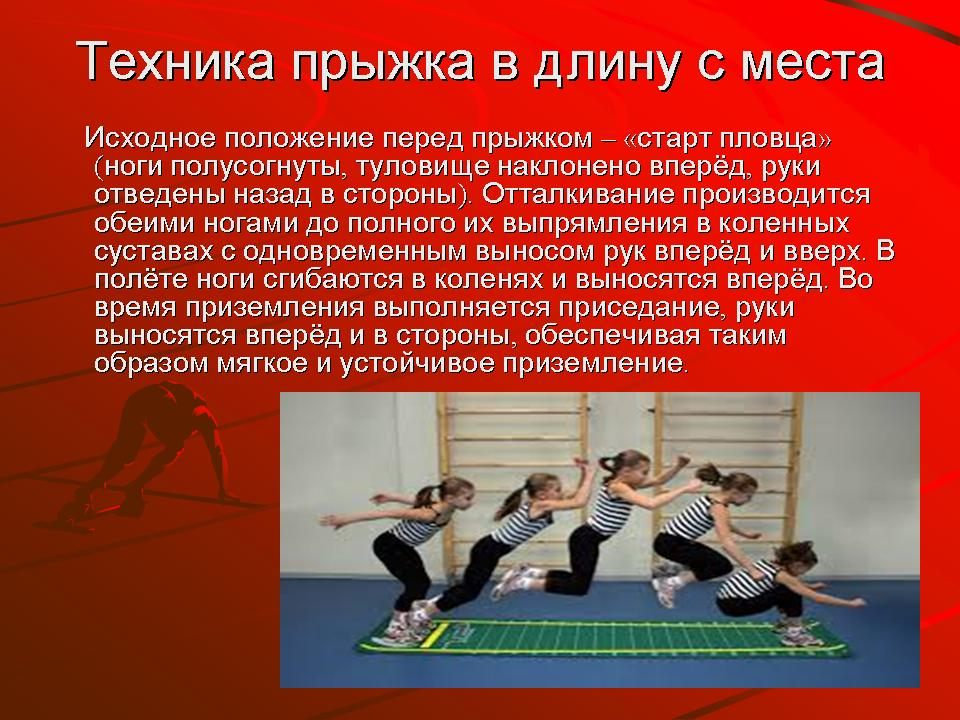 Техника прыжка в длину с места
Исходное положение перед прыжком – «старт пловца»
(ноги полусогнуты, туловище наклонено вперёд, руки
отведены назад в стороны). Отталкивание производится
обеими ногами до полного их выпрямления в коленных
суставах с одновременным выносом рук вперёд и вверх. В
полёте ноги сгибаются в коленях и выносятся вперёд. Во
время приземления выполняется приседание, руки
выносятся вперёд и в стороны, обеспечивая таким
образом мягкое и устойчивое приземление.